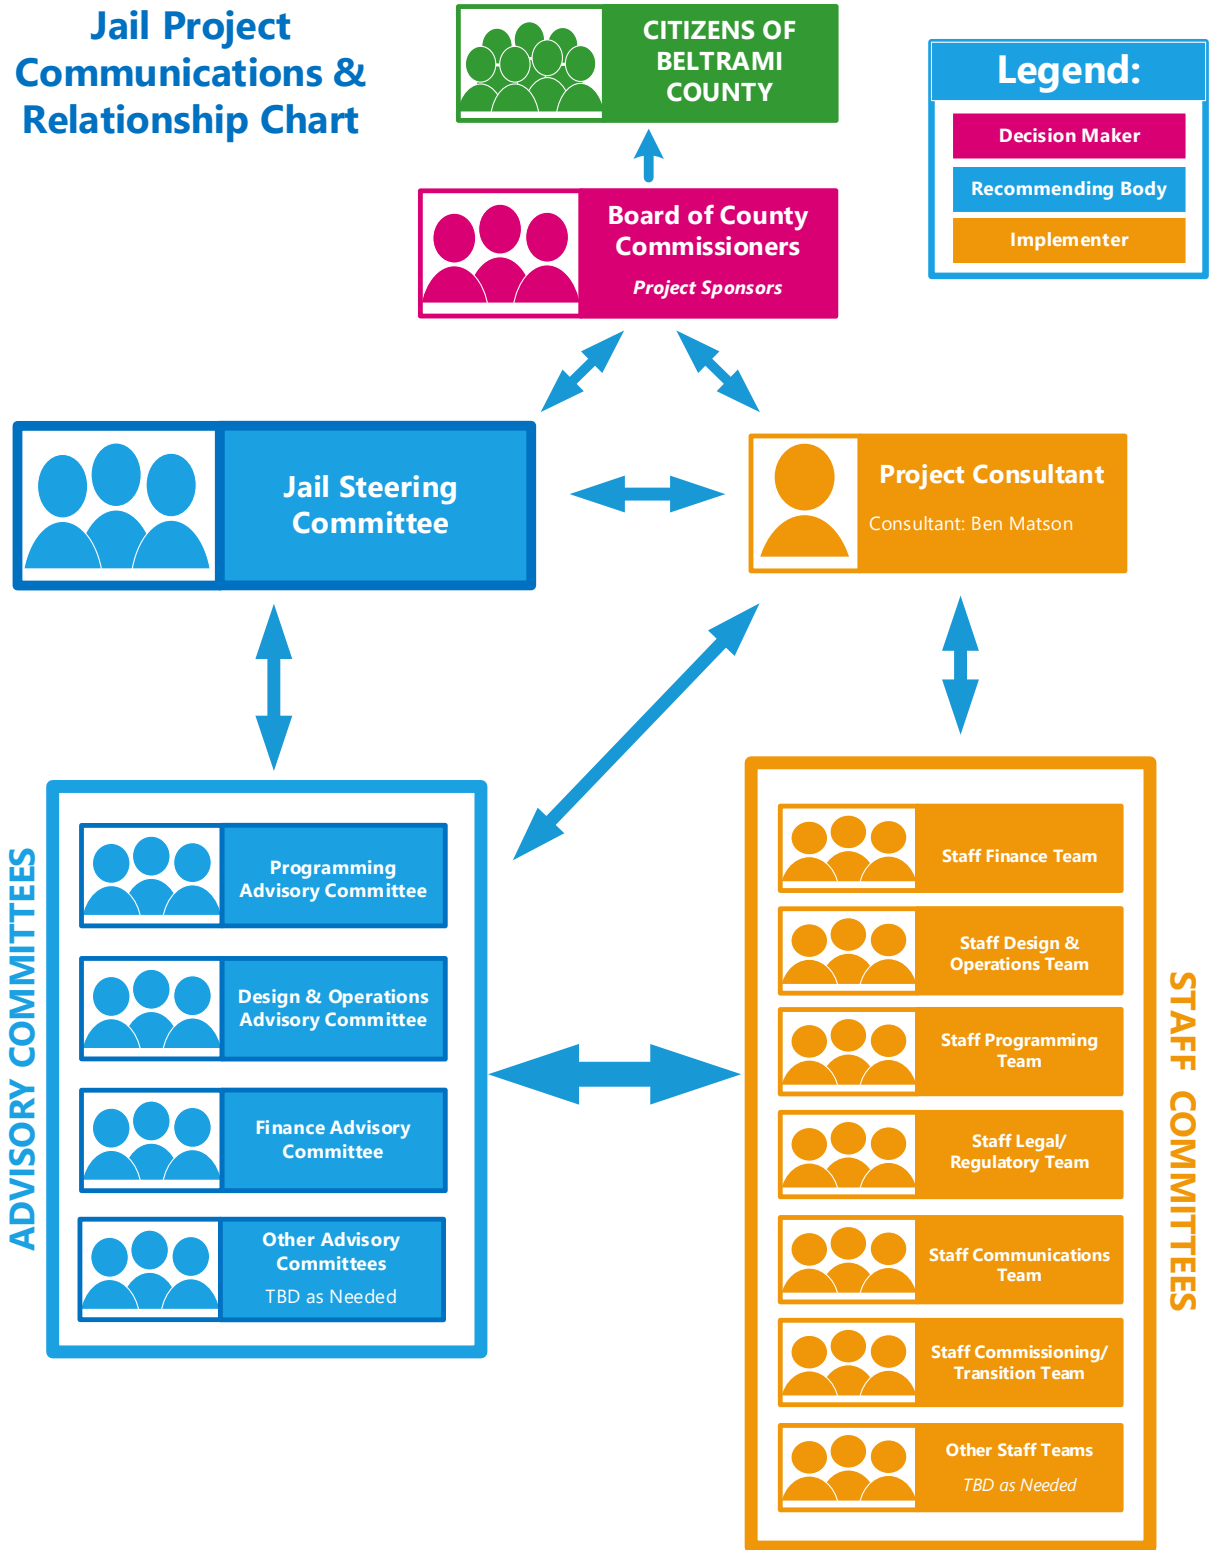 Jail Project
Communications &
Relationship Chart
CITIZENS OF
BELTRAMI
COUNTY
Legend:
Decision Maker
Recommending Body
Implementer
Board of County
Commissioners
Project Sponsors
Jail Steering
Committee
Project Consultant
Consultant: Ben Matson
ADVISORY COMMITTEES
Programming
Advisory Committee
Design & Operations
Advisory Committee
Finance Advisory
Committee
Other Advisory
Committees
TBD as Needed
STAFF COMMITTEES
Staff Finance Team
Staff Design &
Operations Team
Staff Programming
Team
Staff Legal/
Regulatory Team
Staff Communications
Team
Staff Commissioning/
Transition Team
Other Staff Teams
TBD as Needed